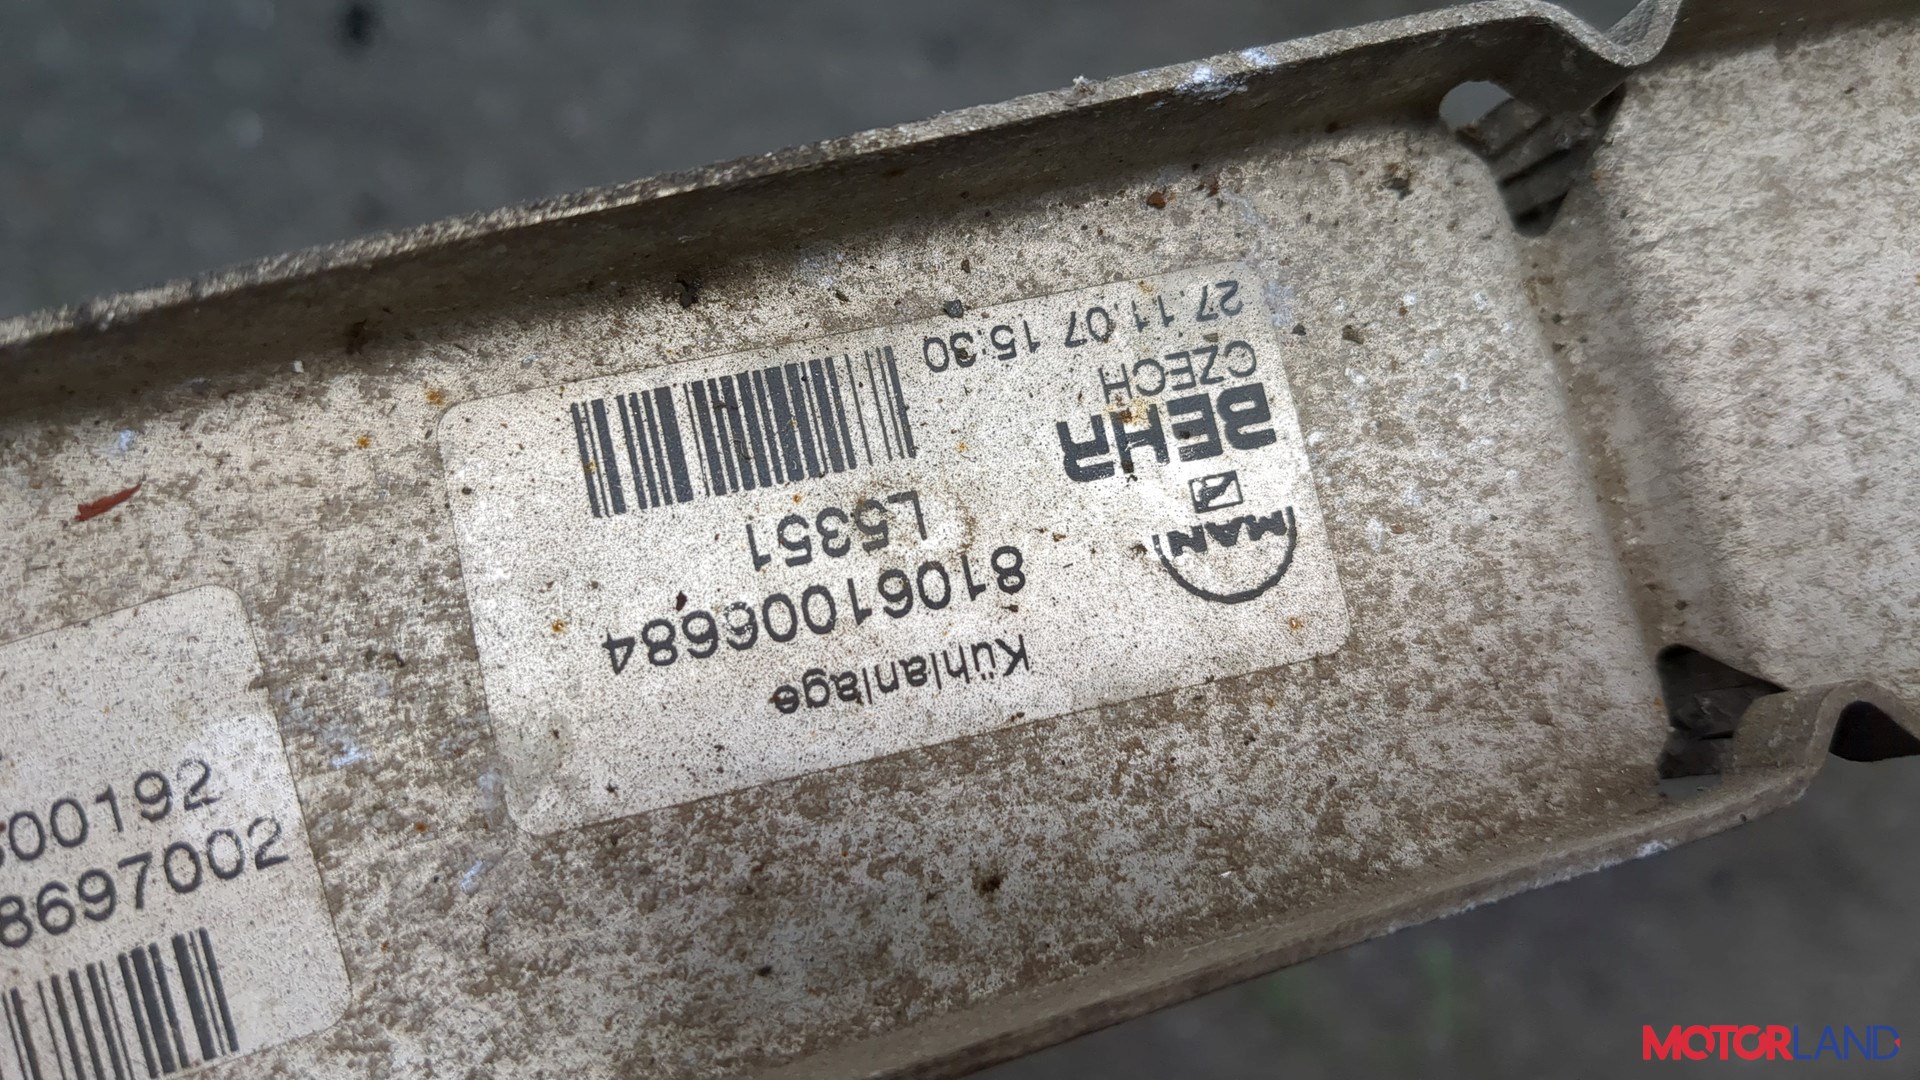 Kühlanlage
81061006684
L5351
MAN
BEHR
CZECH
27.11.07 15:30
00192
8697002
MOTORLAND